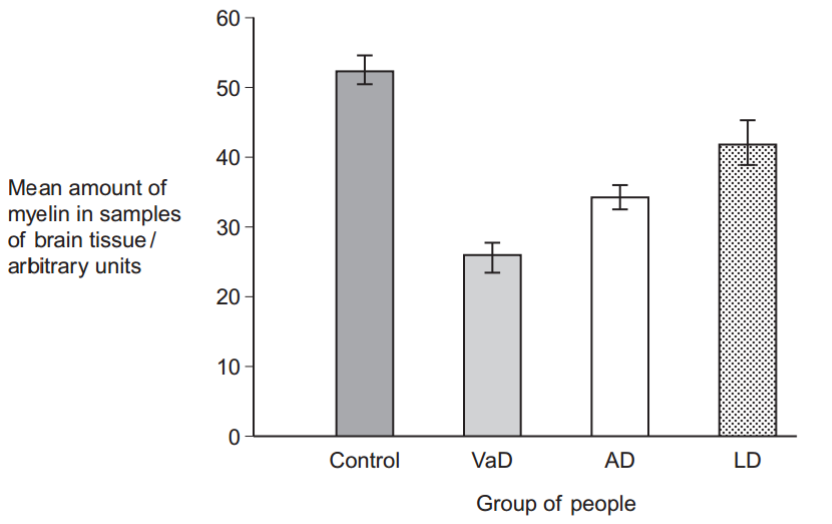 60
50
40
30
20
10
0
Mean amount of
myelin in samples
of brain tissue /
arbitrary units
Control VaD AD LD
Group of people